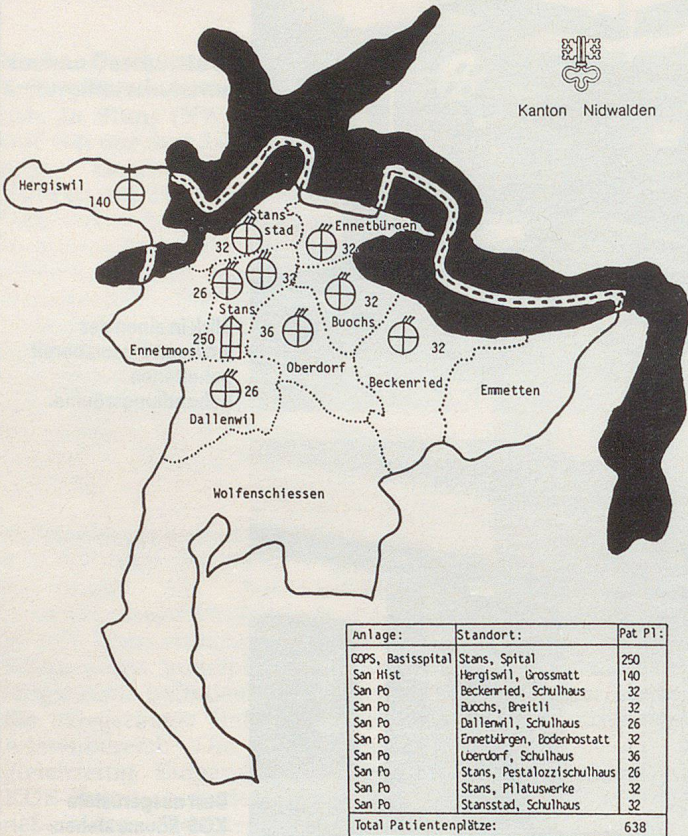 Kanton Nidwalden
Hergiswil
140
Stans-
stad
Ennetbürgen
32
32
26
32
32
Stans
Buochs
Ennetmoos
250
36
32
Oberdorf
Beckenried
Emmetten
26
Dallenwil
Wolfenschiessen
Anlage: Standort: Pat Pl:
GOPS, Basisspital Stans, Spital 250
San Hist Hergiswil, Grossmatt 140
San Po Beckenried, Schulhaus 32
San Po Buochs, Breitli 32
San Po Dallenwil, Schulhaus 26
San Po Ennetbürgen, Bodenhostatt 32
San Po Oberdorf, Schulhaus 36
San Po Stans, Pestalozzischulhaus 26
San Po Stans, Pilatuswerke 32
San Po Stansstad, Schulhaus 32
Total Patientenplätze: 638